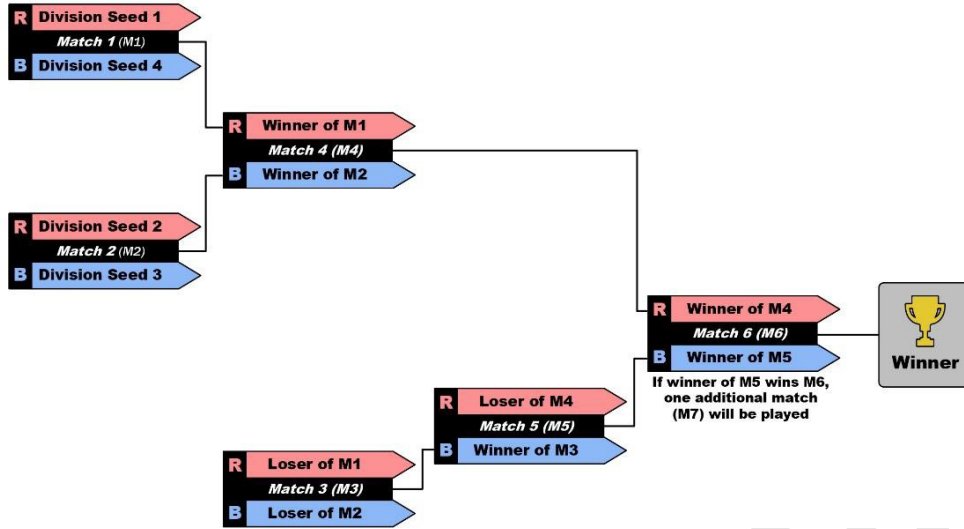 R Division Seed 1
Match 1 (M1)
B Division Seed 4
R Winner of M1
Match 4 (M4)
B Winner of M2
R Division Seed 2
Match 2 (M2)
B Division Seed 3
R Winner of M4
Match 6 (M6)
B Winner of M5
If winner of M5 wins M6,
one additional match
(M7) will be played
Winner
R Loser of M4
Match 5 (M5)
B Winner of M3
R Loser of M1
Match 3 (M3)
B Loser of M2